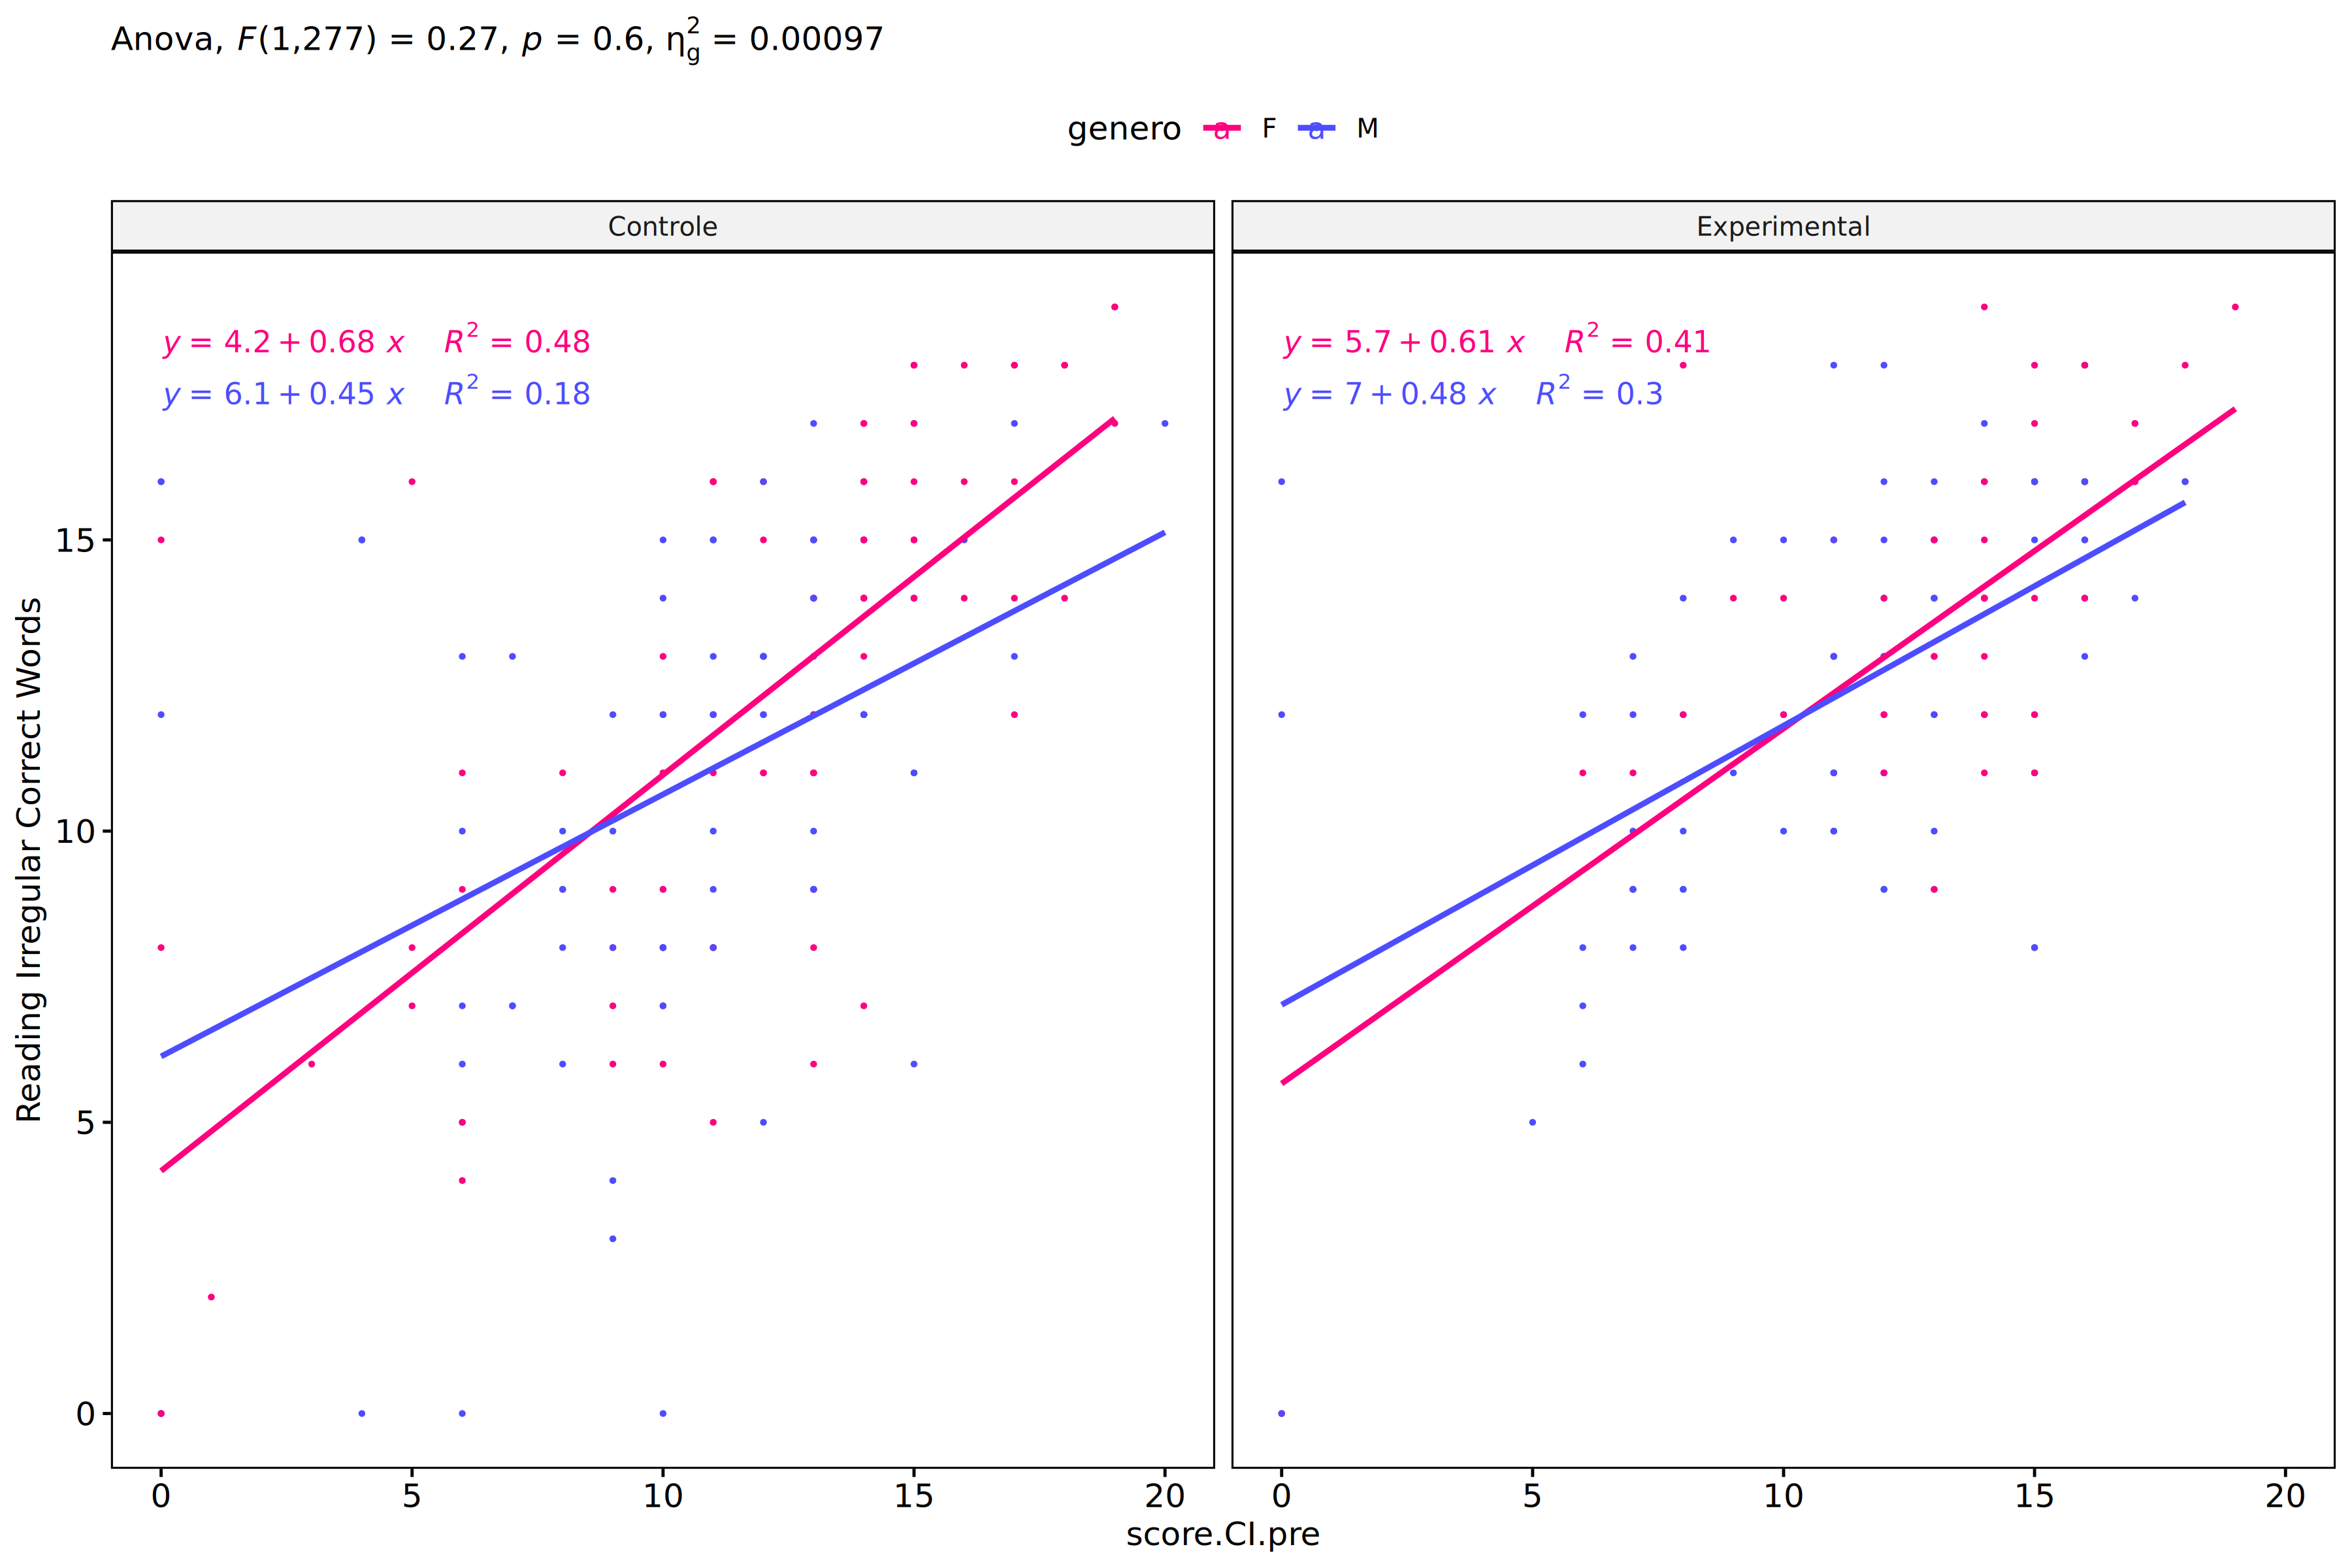 Anova, F(1,277) = 0.27, p = 0.6, η²g = 0.00097
genero a F a M
Controle
Experimental
y = 4.2 + 0.68 x R² = 0.48
y = 6.1 + 0.45 x R² = 0.18
y = 5.7 + 0.61 x R² = 0.41
y = 7 + 0.48 x R² = 0.3
Reading Irregular Correct Words
15
10
5
0
0 5 10 15 20
0 5 10 15 20
score.CI.pre